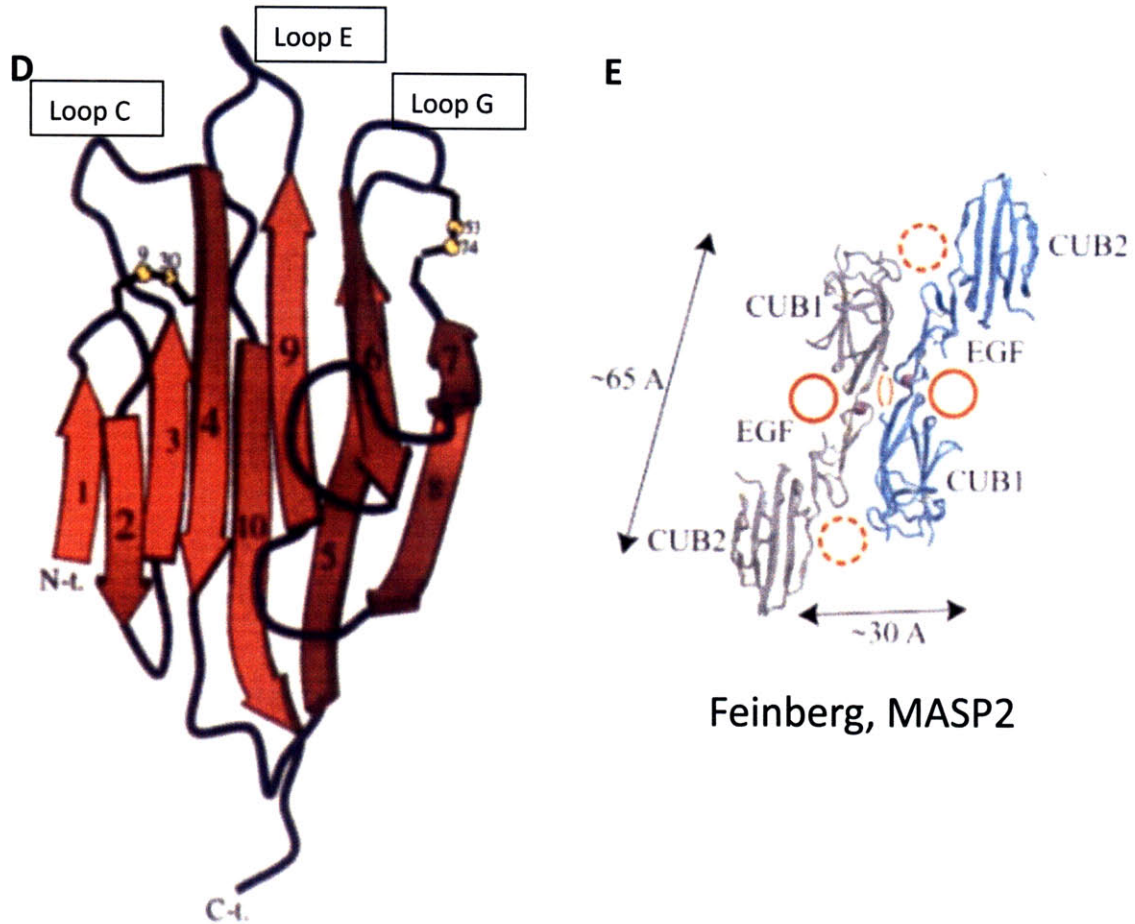 D
Loop C
Loop E
Loop G
9
30
53
74
1
2
3
4
10
9
5
6
7
8
N-t.
C-t.
E
CUB2
CUB1
EGF
~65 A
EGF
CUB1
CUB2
~30 A
Feinberg, MASP2